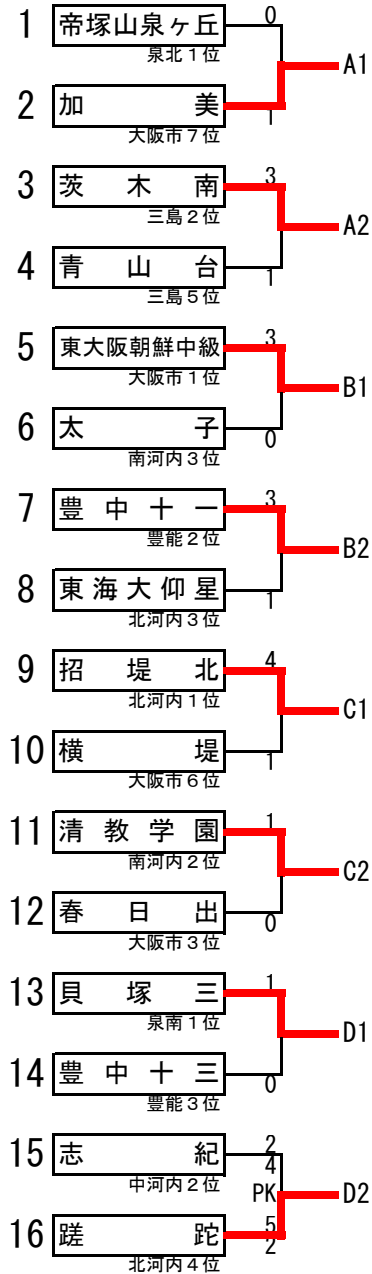 1 帝塚山泉ヶ丘 0
泉北１位
A1
2 加美 1
大阪市７位
3 茨木南 3
三島２位
A2
4 青山台 1
三島５位
5 東大阪朝鮮中級 3
大阪市１位
B1
6 太子 0
南河内３位
7 豊中十一 3
豊能２位
B2
8 東海大仰星 1
北河内３位
9 招堤北 4
北河内１位
C1
10 横堤 1
大阪市６位
11 清教学園 1
南河内２位
C2
12 春日出 0
大阪市３位
13 貝塚三 1
泉南１位
D1
14 豊中十三 0
豊能３位
15 志紀 2
4
中河内２位
PK D2
5
16 蹉跎 2
北河内４位